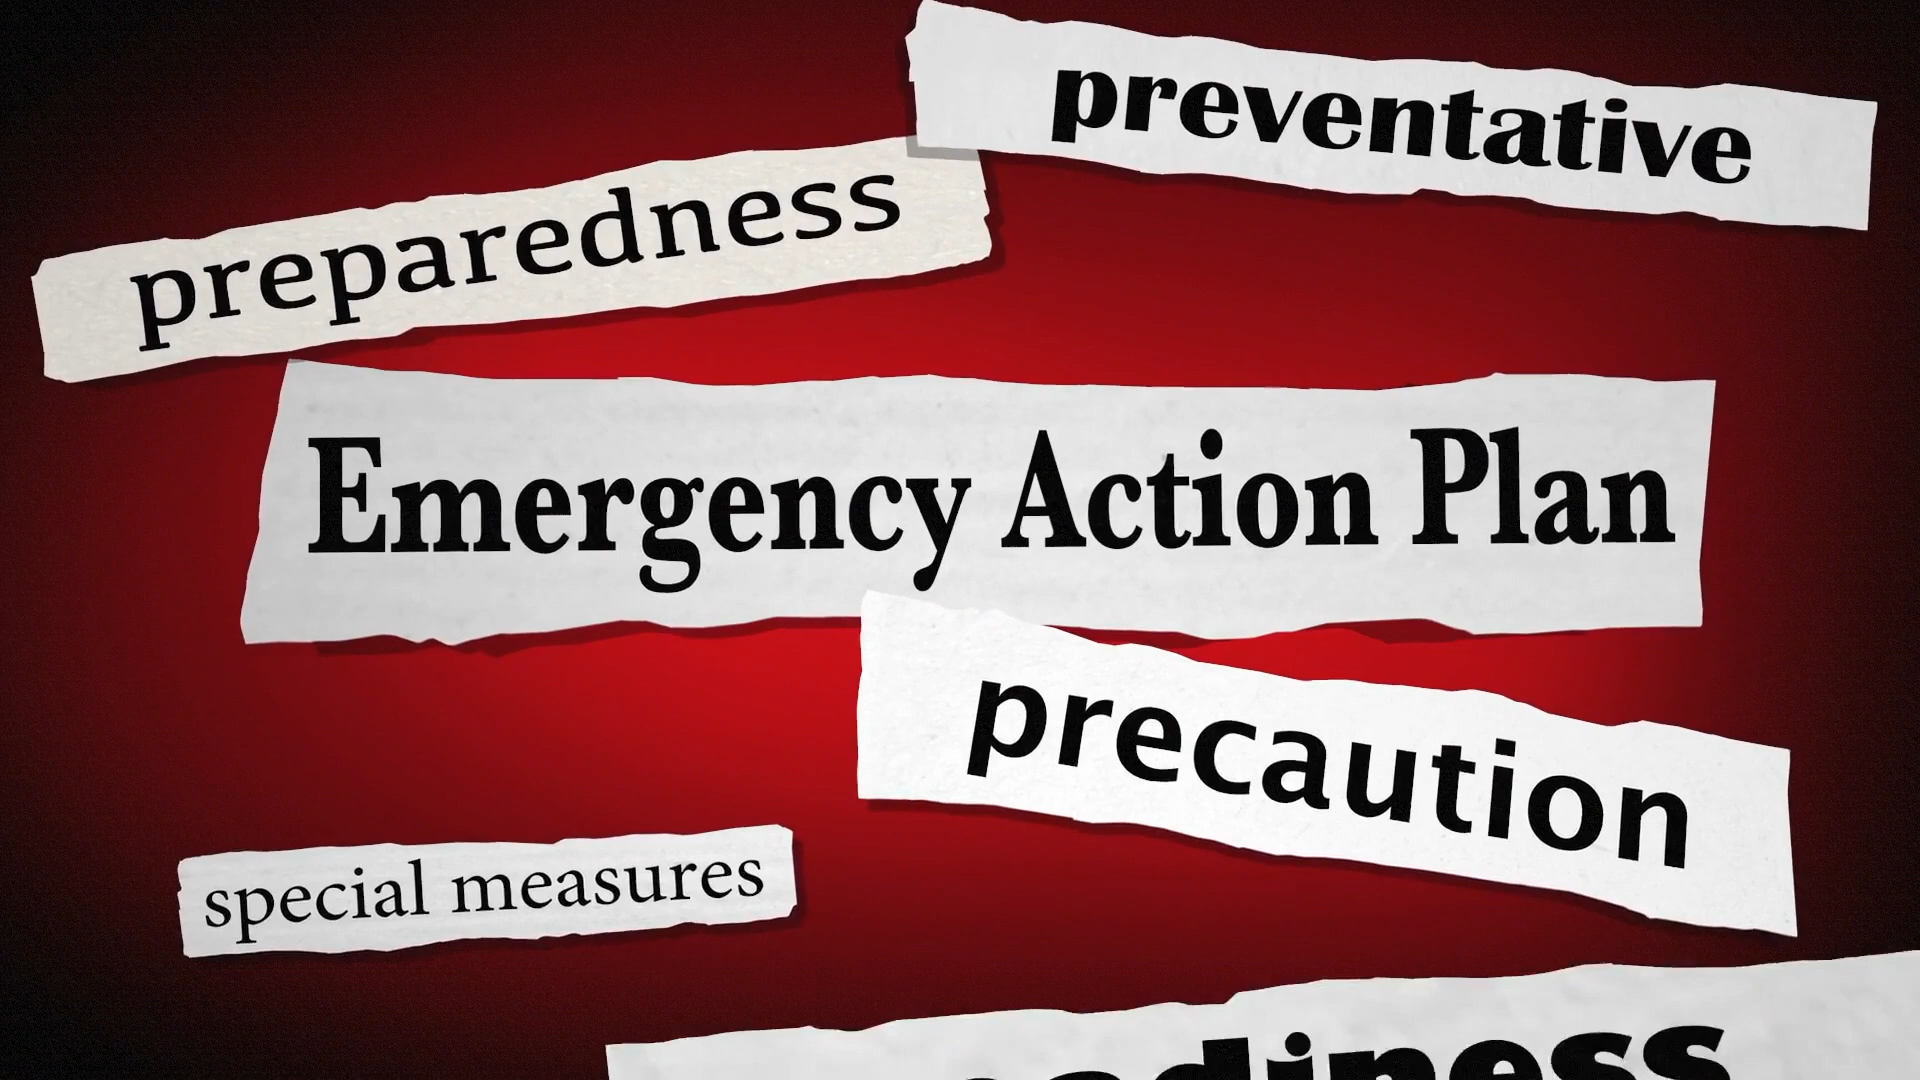 preventative
preparedness
Emergency Action Plan
precaution
special measures